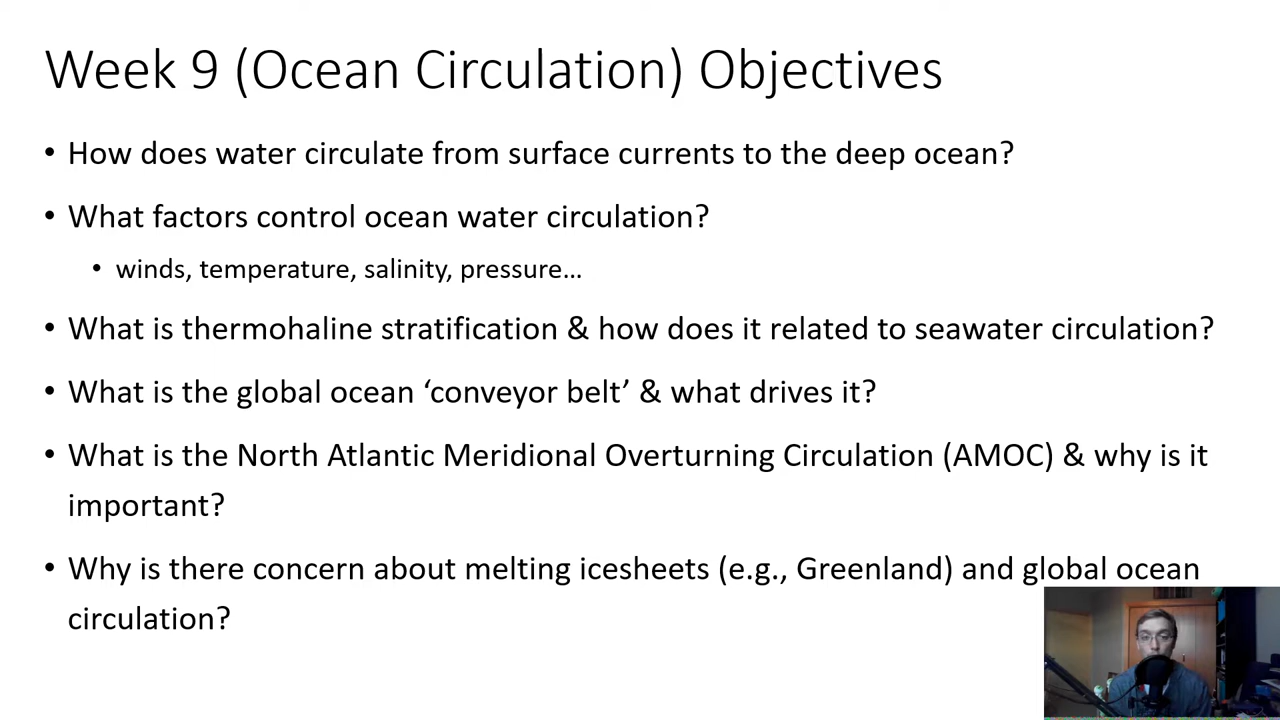 Week 9 (Ocean Circulation) Objectives
• How does water circulate from surface currents to the deep ocean?
• What factors control ocean water circulation?
• winds, temperature, salinity, pressure…
• What is thermohaline stratification & how does it related to seawater circulation?
• What is the global ocean ‘conveyor belt’ & what drives it?
• What is the North Atlantic Meridional Overturning Circulation (AMOC) & why is it
important?
• Why is there concern about melting icesheets (e.g., Greenland) and global ocean
circulation?